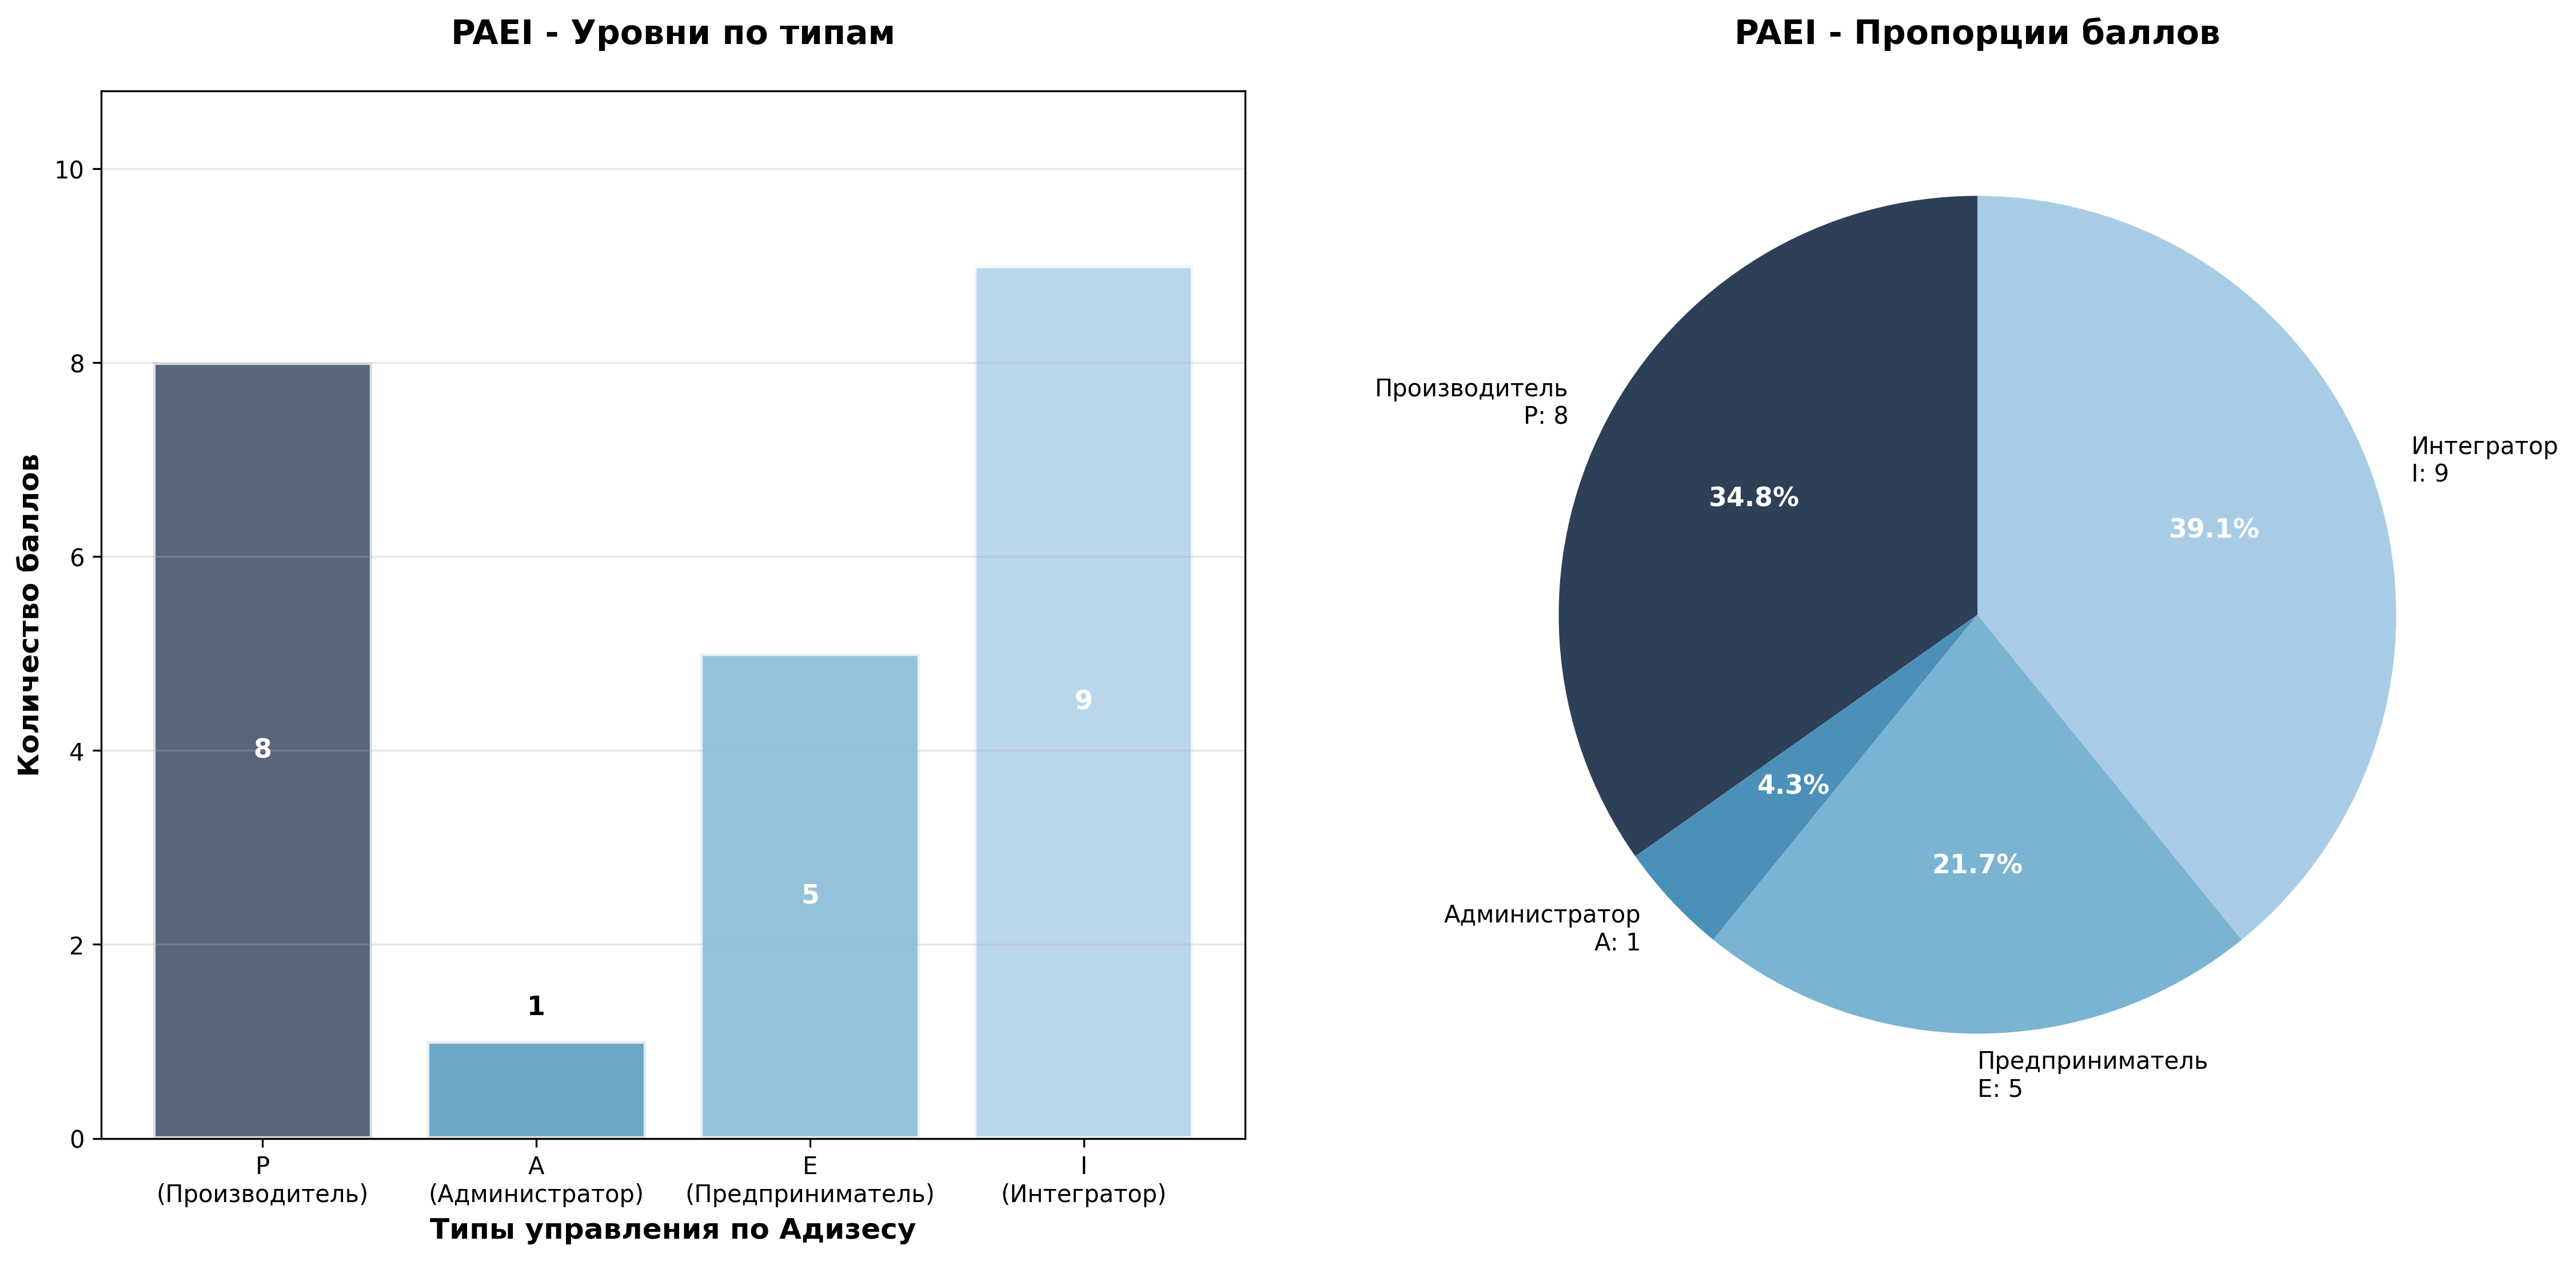 PAEI - Уровни по типам
Количество баллов
10
8
6
4
2
0
8
1
5
9
P
(Производитель)
A
(Администратор)
E
(Предприниматель)
I
(Интегратор)
Типы управления по Адизесу
PAEI - Пропорции баллов
Производитель
P: 8
34.8%
Интегратор
I: 9
39.1%
4.3%
Администратор
A: 1
21.7%
Предприниматель
E: 5